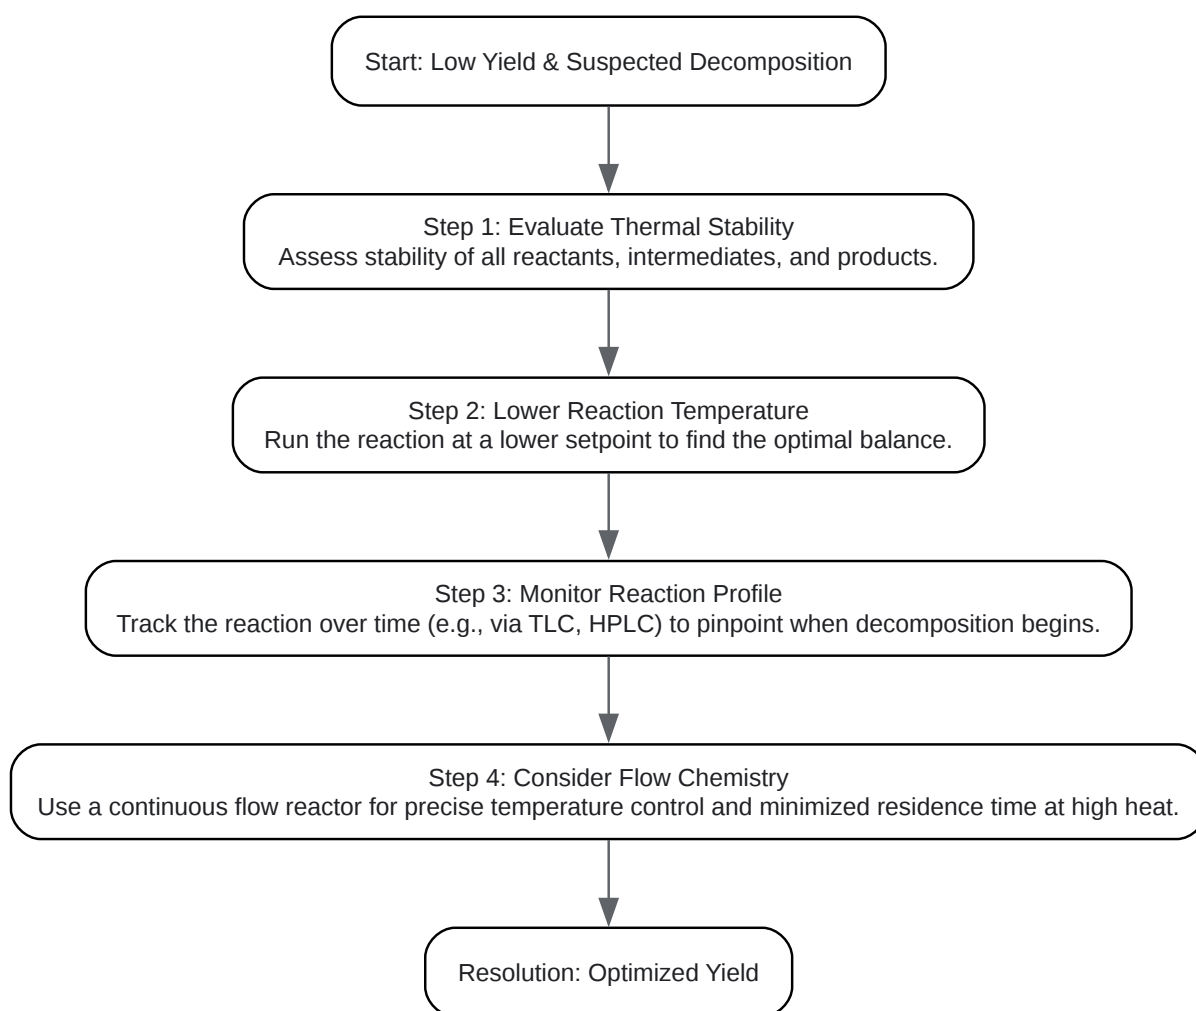 Start: Low Yield & Suspected Decomposition
Step 1: Evaluate Thermal Stability
Assess stability of all reactants, intermediates, and products.
Step 2: Lower Reaction Temperature
Run the reaction at a lower setpoint to find the optimal balance.
Step 3: Monitor Reaction Profile
Track the reaction over time (e.g., via TLC, HPLC) to pinpoint when decomposition begins.
Step 4: Consider Flow Chemistry
Use a continuous flow reactor for precise temperature control and minimized residence time at high heat.
Resolution: Optimized Yield